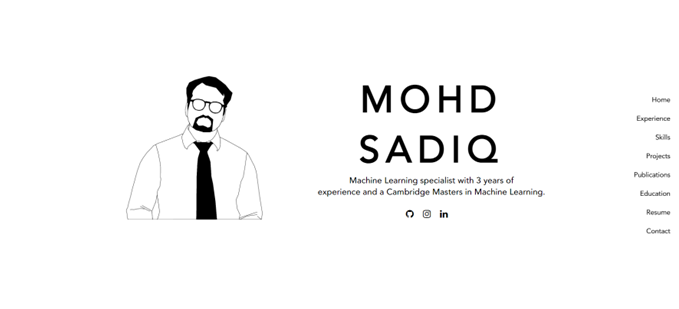 MOHD
SADIQ
Machine Learning specialist with 3 years of
experience and a Cambridge Masters in Machine Learning.
Home
Experience
Skills
Projects
Publications
Education
Resume
Contact